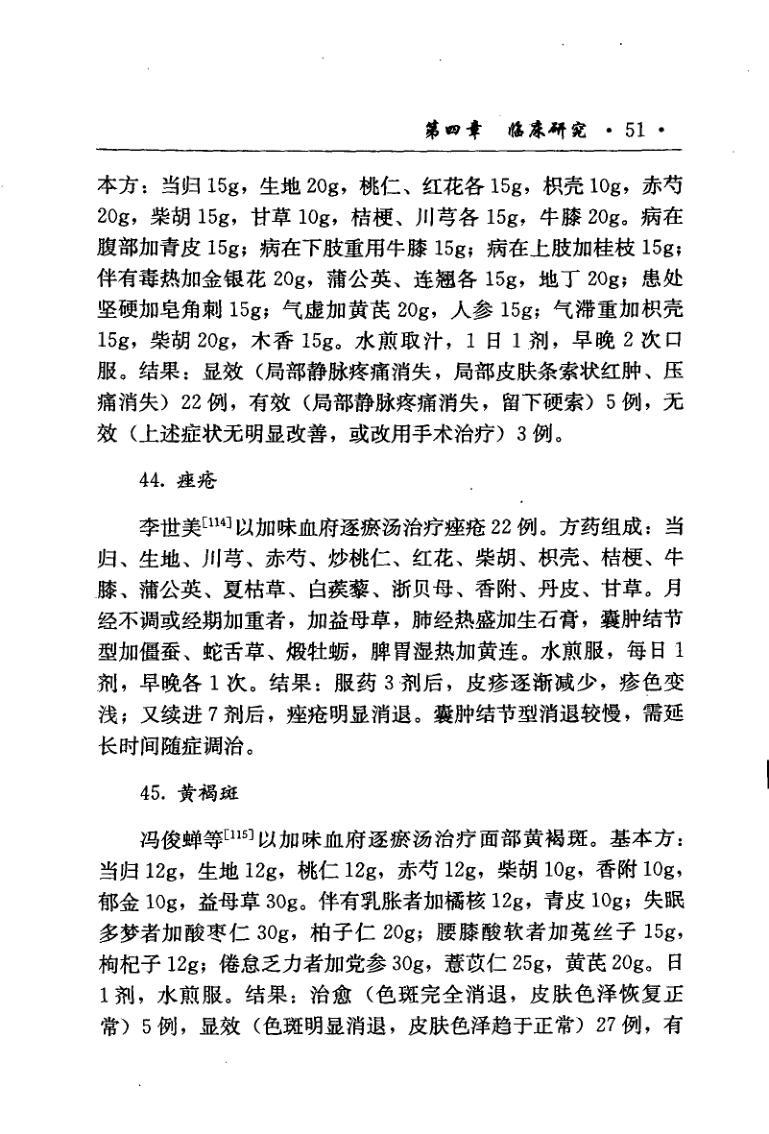 第四章 临床研究 · 51 ·
本方：当归 15g，生地 20g，桃仁、红花各 15g，枳壳 10g，赤芍
20g，柴胡 15g，甘草 10g，桔梗、川芎各 15g，牛膝 20g。病在
腹部加青皮 15g；病在下肢重用牛膝 15g；病在上肢加桂枝 15g；
伴有毒热加金银花 20g，蒲公英、连翘各 15g，地丁 20g；患处
坚硬加皂角刺 15g；气虚加黄芪 20g，人参 15g；气滞重加枳壳
15g，柴胡 20g，木香 15g。水煎取汁，1 日 1 剂，早晚 2 次口
服。结果：显效（局部静脉疼痛消失，局部皮肤条索状红肿、压
痛消失）22 例，有效（局部静脉疼痛消失，留下硬索）5 例，无
效（上述症状无明显改善，或改用手术治疗）3 例。
44. 痤疮
李世美[114]以加味血府逐瘀汤治疗痤疮 22 例。方药组成：当
归、生地、川芎、赤芍、炒桃仁、红花、柴胡、枳壳、桔梗、牛
膝、蒲公英、夏枯草、白蒺藜、浙贝母、香附、丹皮、甘草。月
经不调或经期加重者，加益母草，肺经热盛加生石膏，囊肿结节
型加僵蚕、蛇舌草、煅牡蛎，脾胃湿热加黄连。水煎服，每日 1
剂，早晚各 1 次。结果：服药 3 剂后，皮疹逐渐减少，疹色变
浅；又续进 7 剂后，痤疮明显消退。囊肿结节型消退较慢，需延
长时间随症调治。
45. 黄褐斑
冯俊蝉等[115]以加味血府逐瘀汤治疗面部黄褐斑。基本方：
当归 12g，生地 12g，桃仁 12g，赤芍 12g，柴胡 10g，香附 10g，
郁金 10g，益母草 30g。伴有乳胀者加橘核 12g，青皮 10g；失眠
多梦者加酸枣仁 30g，柏子仁 20g；腰膝酸软者加菟丝子 15g，
枸杞子 12g；倦怠乏力者加党参 30g，薏苡仁 25g，黄芪 20g。日
1 剂，水煎服。结果：治愈（色斑完全消退，皮肤色泽恢复正
常）5 例，显效（色斑明显消退，皮肤色泽趋于正常）27 例，有